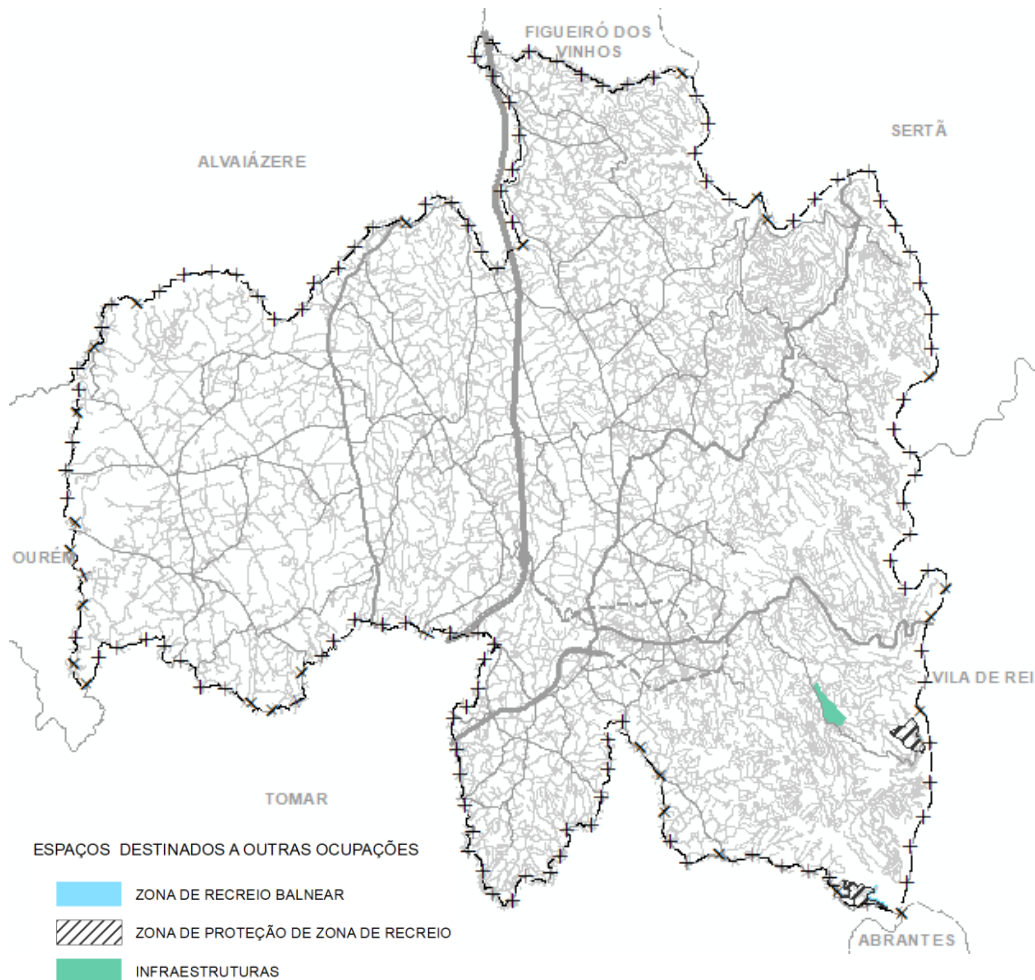 FIGUEIRÓ DOS
VINHOS
SERTÃ
ALVAIÁZERE
OURÉM
VILA DE REI
TOMAR
ESPAÇOS DESTINADOS A OUTRAS OCUPAÇÕES
ZONA DE RECREIO BALNEAR
ZONA DE PROTEÇÃO DE ZONA DE RECREIO
ABRANTES
INFRAESTRUTURAS